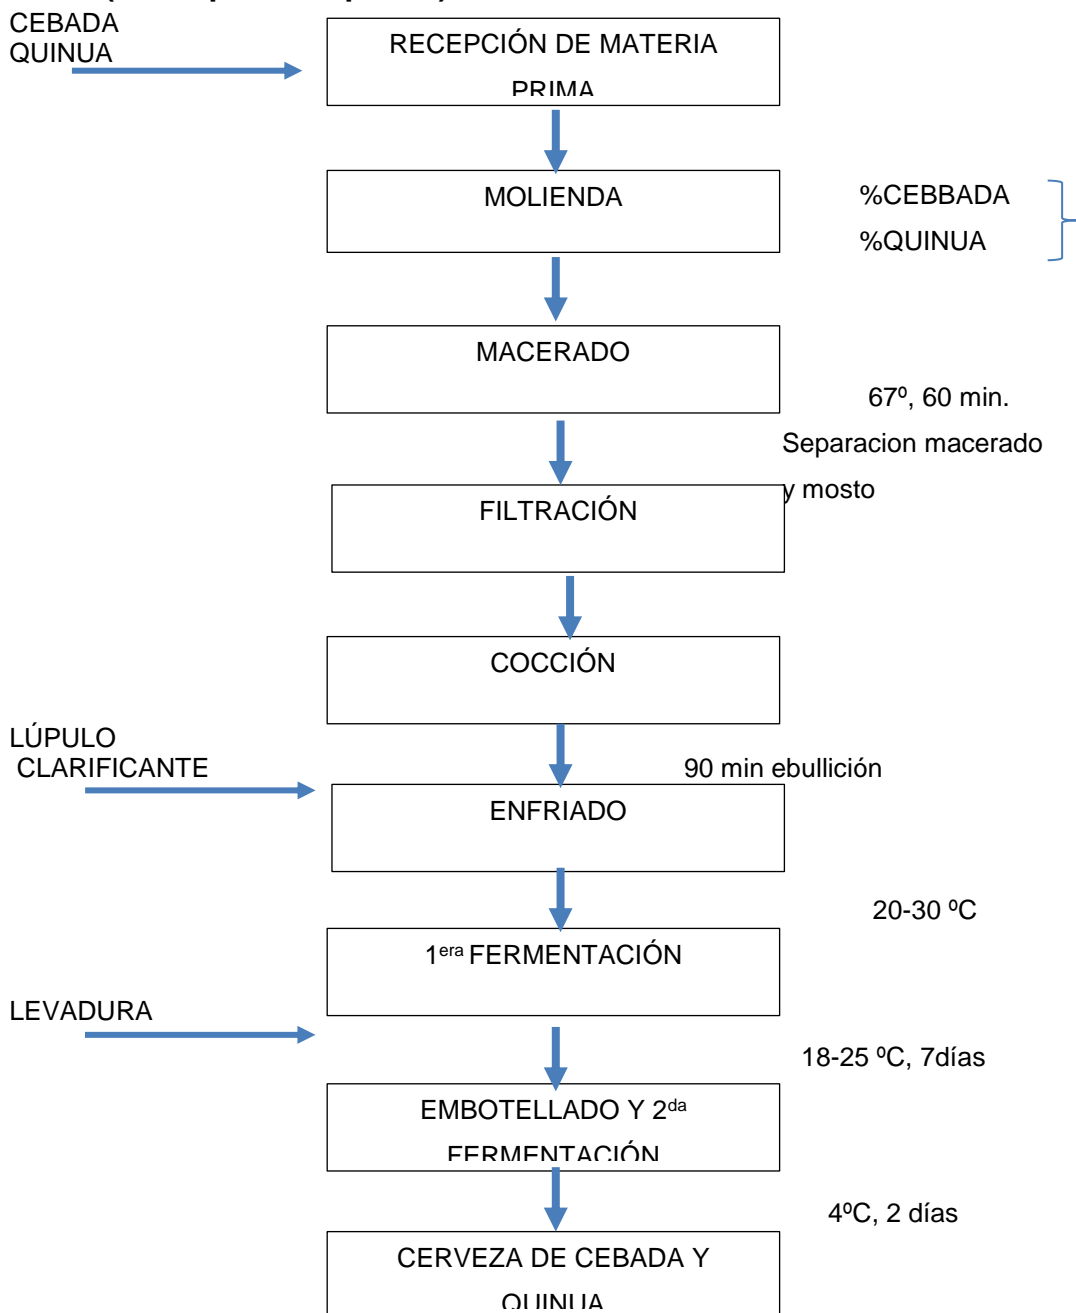 CEBADA
QUINUA
RECEPCIÓN DE MATERIA
PRIMA
MOLIENDA
%CEBBADA
%QUINUA
MACERADO
67º, 60 min.
Separacion macerado
y mosto
FILTRACIÓN
COCCIÓN
LÚPULO
CLARIFICANTE
90 min ebullición
ENFRIADO
20-30 ºC
1era FERMENTACIÓN
LEVADURA
18-25 ºC, 7días
EMBOTELLADO Y 2da
FERMENTACIÓN
4ºC, 2 días
CERVEZA DE CEBADA Y
QUINUA